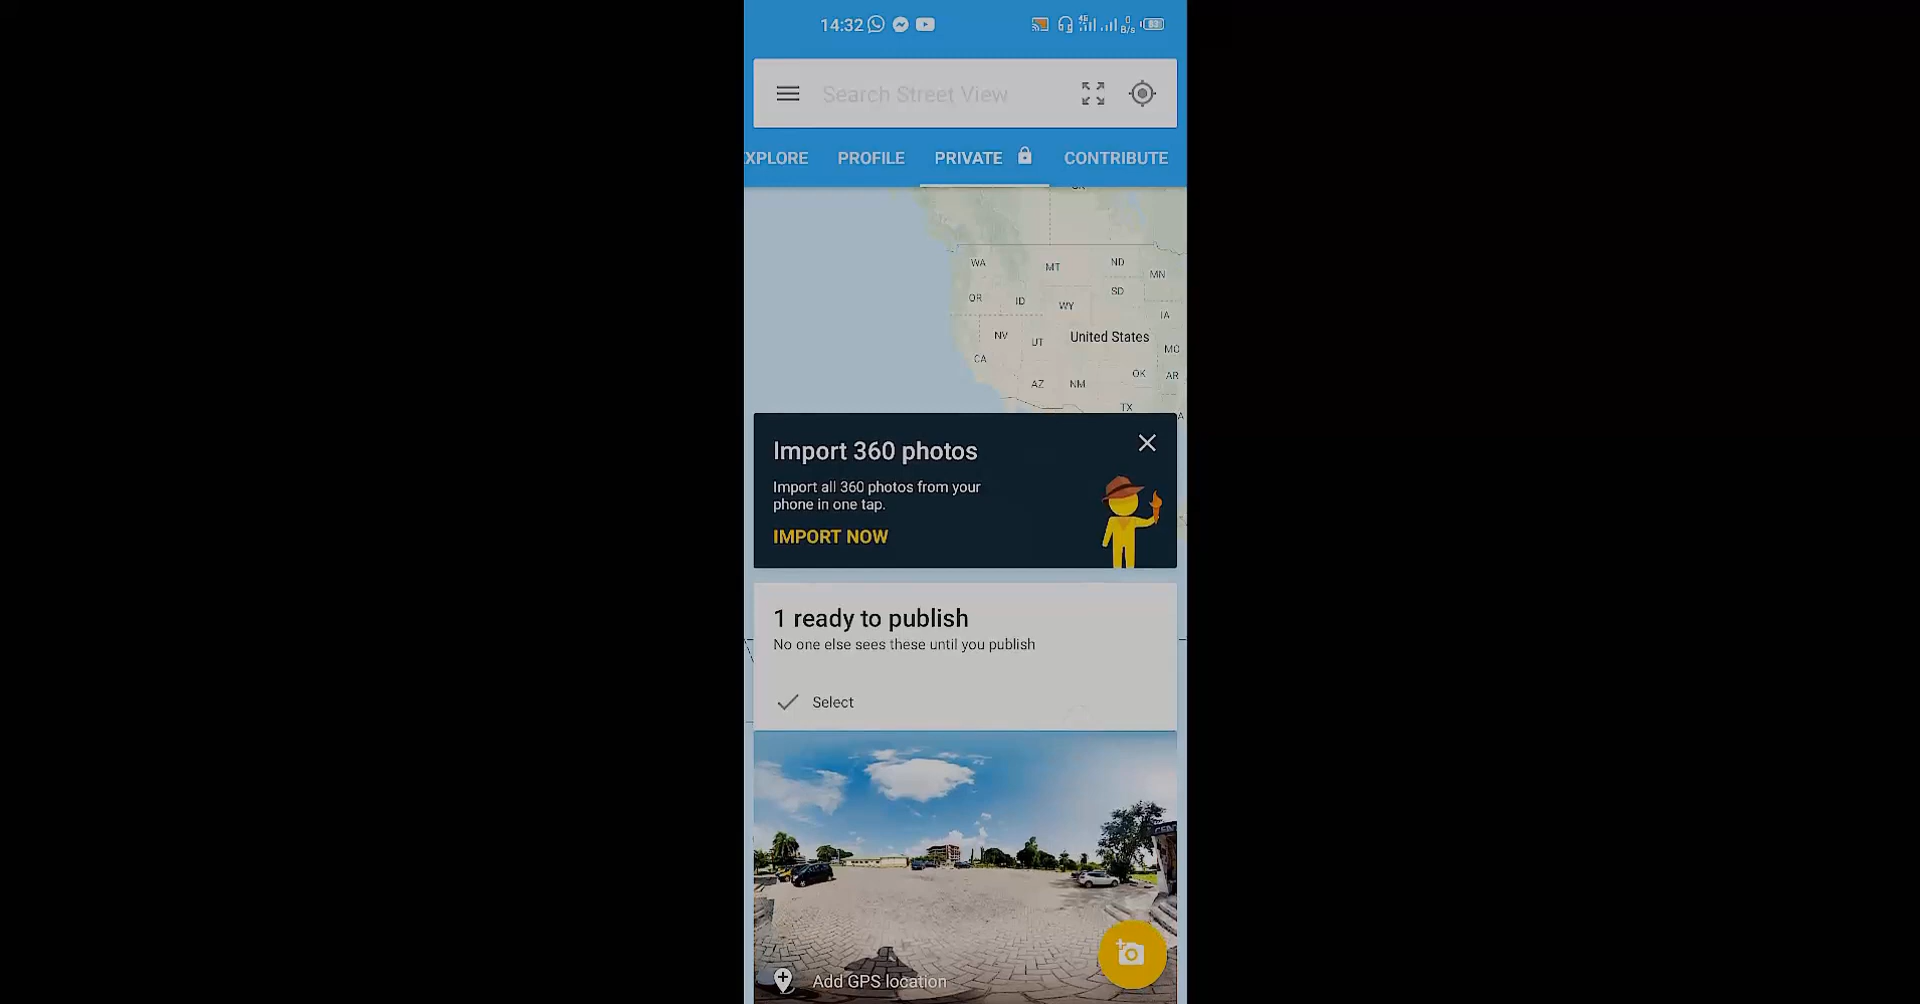 14:32 4G 0 B/s 83
Search Street View
XPLORE PROFILE PRIVATE CONTRIBUTE
WA MT ND MN
OR ID WY SD
IA
NV UT United States
CA MO
AZ NM OK AR
TX
Import 360 photos
Import all 360 photos from your
phone in one tap.
IMPORT NOW
1 ready to publish
No one else sees these until you publish
Select
Add GPS location